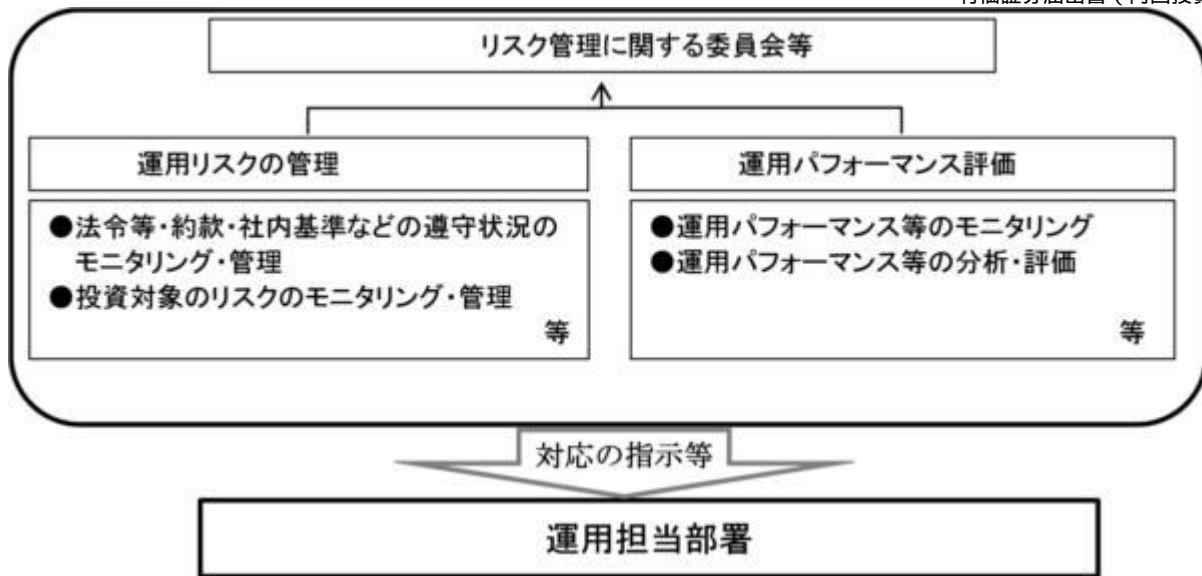 リスク管理に関する委員会等
運用リスクの管理
●法令等・約款・社内基準などの遵守状況の
モニタリング・管理
●投資対象のリスクのモニタリング・管理
等
運用パフォーマンス評価
●運用パフォーマンス等のモニタリング
●運用パフォーマンス等の分析・評価
等
対応の指示等
運用担当部署